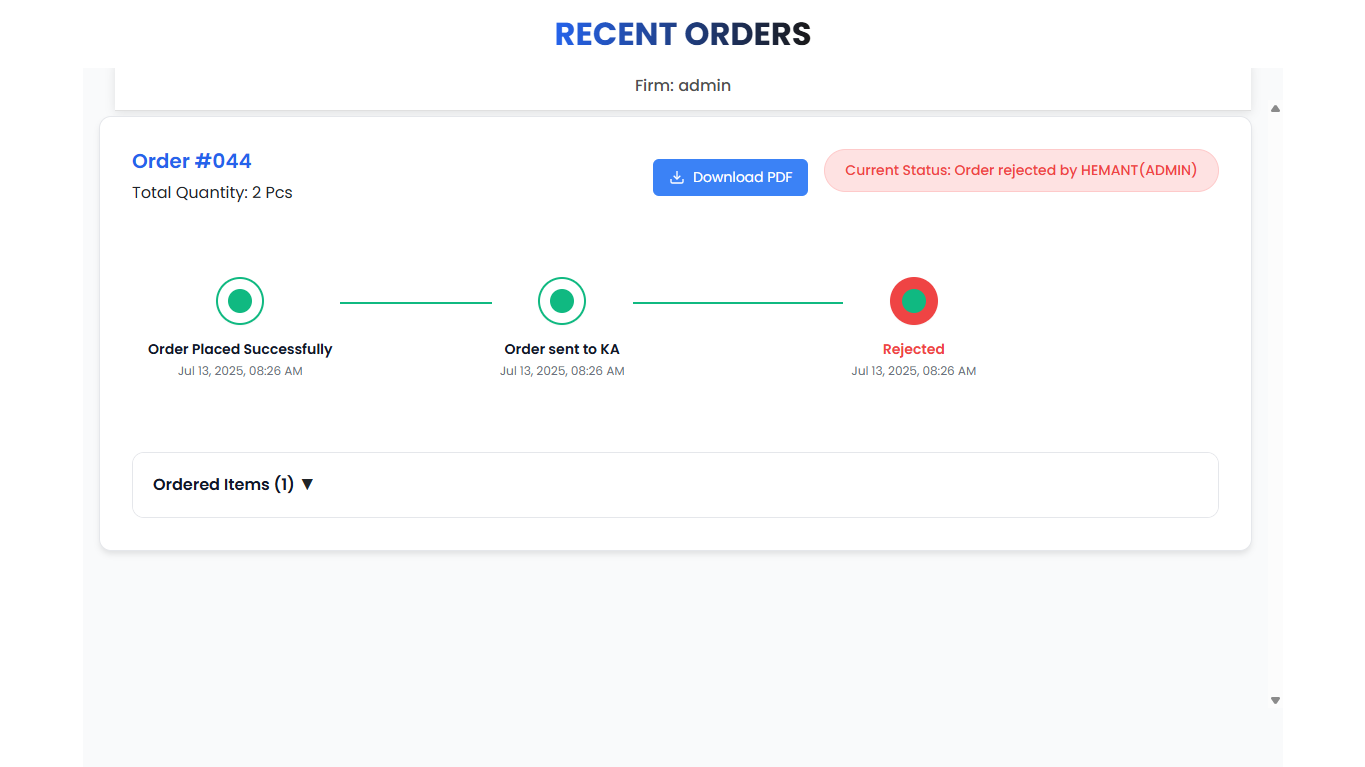 RECENT ORDERS
Firm: admin
Order #044
Total Quantity: 2 Pcs
Download PDF
Current Status: Order rejected by HEMANT(ADMIN)
Order Placed Successfully
Jul 13, 2025, 08:26 AM
Order sent to KA
Jul 13, 2025, 08:26 AM
Rejected
Jul 13, 2025, 08:26 AM
Ordered Items (1) ▼